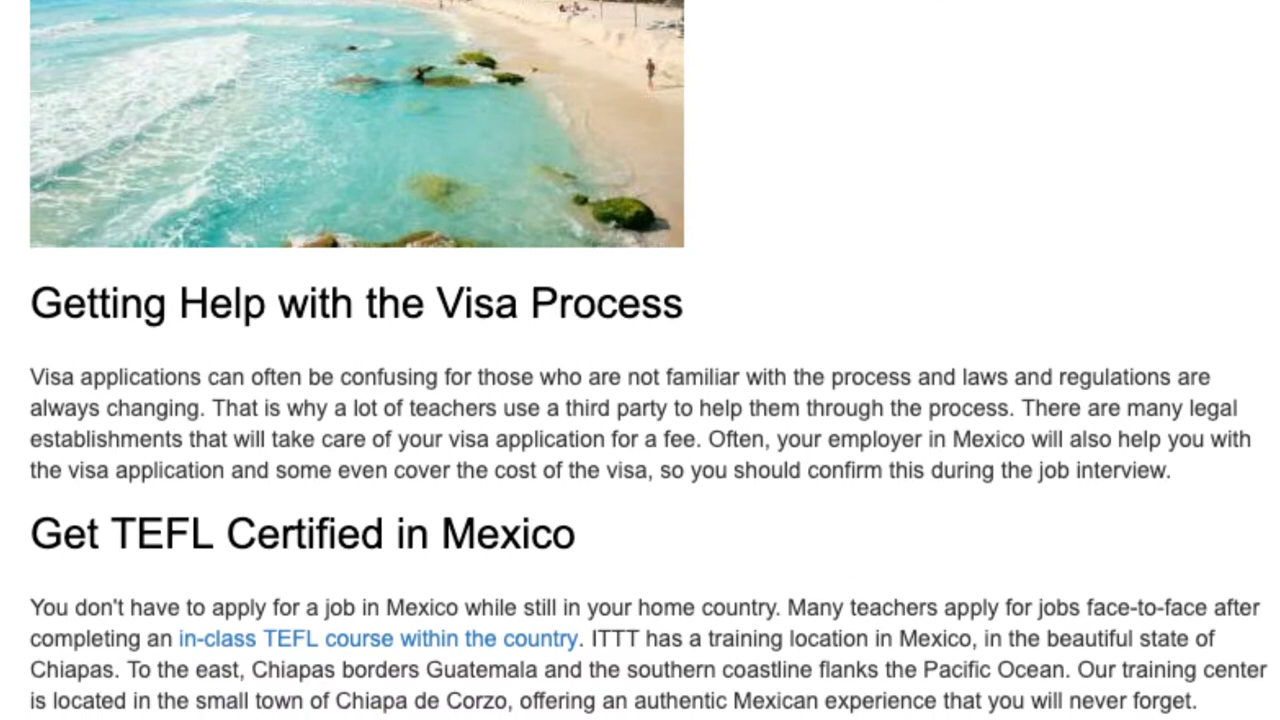 Getting Help with the Visa Process
Visa applications can often be confusing for those who are not familiar with the process and laws and regulations are
always changing. That is why a lot of teachers use a third party to help them through the process. There are many legal
establishments that will take care of your visa application for a fee. Often, your employer in Mexico will also help you with
the visa application and some even cover the cost of the visa, so you should confirm this during the job interview.
Get TEFL Certified in Mexico
You don't have to apply for a job in Mexico while still in your home country. Many teachers apply for jobs face-to-face after
completing an in-class TEFL course within the country. ITTT has a training location in Mexico, in the beautiful state of
Chiapas. To the east, Chiapas borders Guatemala and the southern coastline flanks the Pacific Ocean. Our training center
is located in the small town of Chiapa de Corzo, offering an authentic Mexican experience that you will never forget.